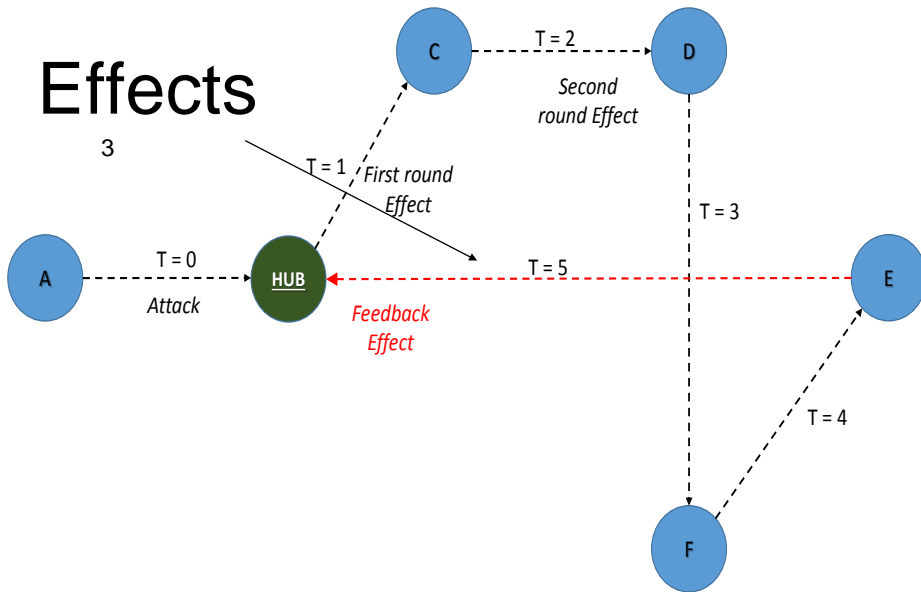 Effects
3
C
T = 2
D
Second
round Effect
T = 1
First round
Effect
T = 3
A
T = 0
Attack
HUB
T = 5
E
Feedback
Effect
T = 4
F